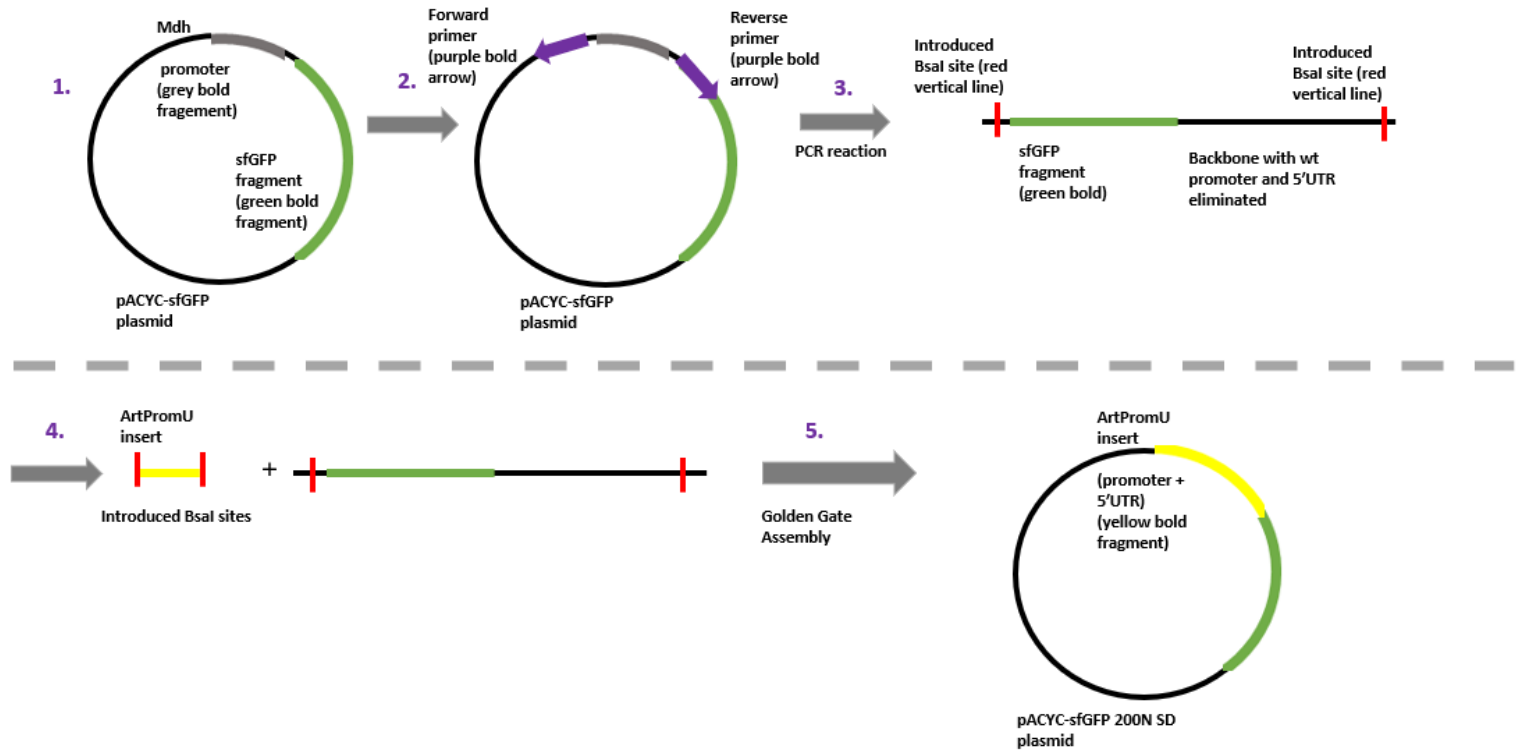 1.
Mdh
promoter
(grey bold
fragement)
sfGFP
fragment
(green bold
fragment)
pACYC-sfGFP
plasmid
2.
Forward
primer
(purple bold
arrow)
Reverse
primer
(purple bold
arrow)
pACYC-sfGFP
plasmid
3.
PCR reaction
Introduced
BsaI site (red
vertical line)
Introduced
BsaI site (red
vertical line)
sfGFP
fragment
(green bold)
Backbone with wt
promoter and 5'UTR
eliminated
4.
ArtPromU
insert
+
Introduced BsaI sites
5.
Golden Gate
Assembly
ArtPromU
insert
(promoter +
5'UTR)
(yellow bold
fragment)
pACYC-sfGFP 200N SD
plasmid